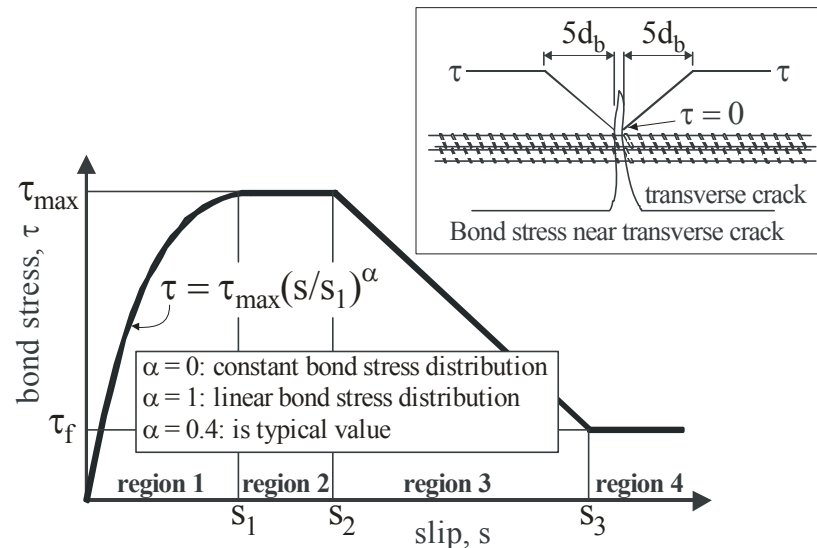 5d_b 5d_b
τ τ
τ = 0
transverse crack
Bond stress near transverse crack
τ_max
bond stress, τ
τ = τ_max(s/s_1)^α
α = 0: constant bond stress distribution
α = 1: linear bond stress distribution
α = 0.4: is typical value
τ_f
region 1 region 2 region 3 region 4
s_1 s_2 s_3
slip, s